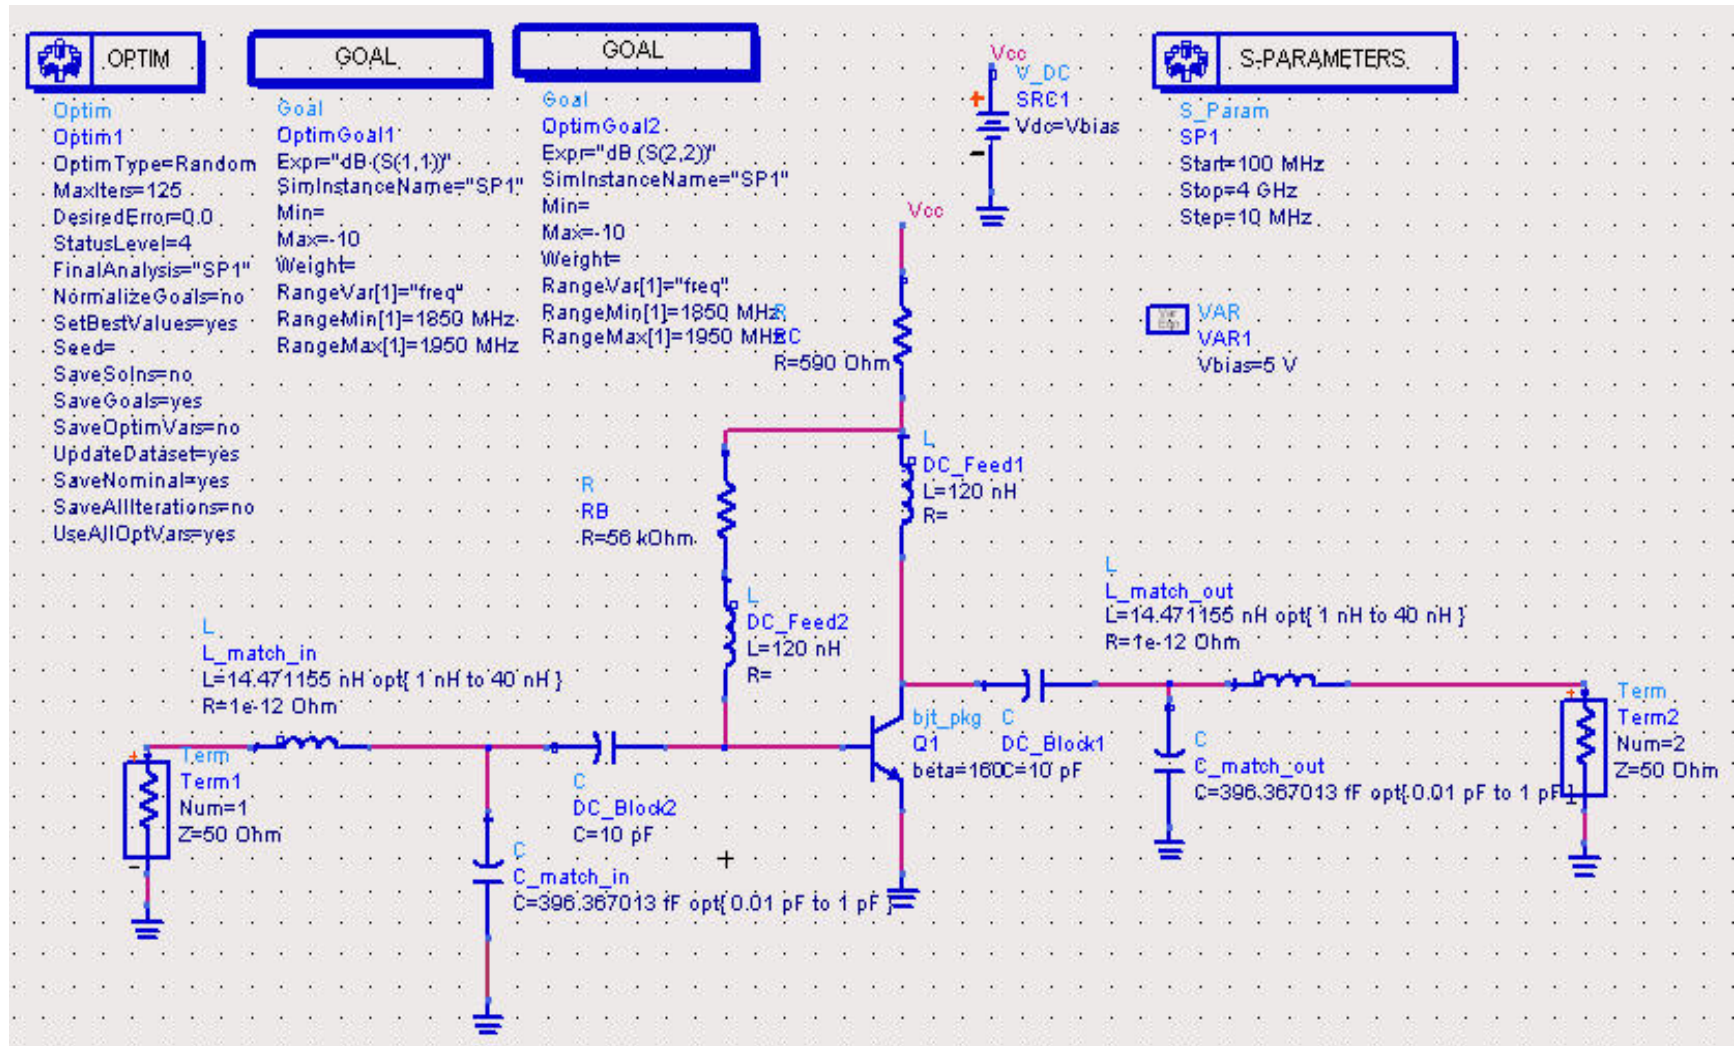 OPTIM
Optim
Optim1
OptimType=Random
MaxIters=125
DesiredError=0.0
StatusLevel=4
FinalAnalysis="SP1"
NormalizeGoals=no
SetBestValues=yes
Seed=
SaveSolns=no
SaveGoals=yes
SaveOptimVars=no
UpdateDataset=yes
SaveNominal=yes
SaveAllIterations=no
UseAllOptVars=yes
GOAL
Goal
OptimGoal1
Expr="dB (S(1,1))"
SimInstanceName="SP1"
Min=
Max=-10
Weight=
RangeVar[1]="freq"
RangeMin[1]=1850 MHz
RangeMax[1]=1950 MHz
GOAL
Goal
OptimGoal2
Expr="dB (S(2,2))"
SimInstanceName="SP1"
Min=
Max=-10
Weight=
RangeVar[1]="freq"
RangeMin[1]=1850 MHz
RangeMax[1]=1950 MHz
Vcc
V_DC
SRC1
Vdc=Vbias
S-PARAMETERS
S_Param
SP1
Start=100 MHz
Stop=4 GHz
Step=10 MHz
VAR
VAR1
Vbias=5 V
Vcc
R
RC
R=590 Ohm
R
RB
R=56 kOhm
L
DC_Feed1
L=120 nH
R=
L
DC_Feed2
L=120 nH
R=
L
L_match_in
L=14.471155 nH opt{ 1 nH to 40 nH }
R=1e-12 Ohm
L
L_match_out
L=14.471155 nH opt{ 1 nH to 40 nH }
R=1e-12 Ohm
Term
Term1
Num=1
Z=50 Ohm
C
DC_Block2
C=10 pF
C
C_match_in
C=396.367013 fF opt{ 0.01 pF to 1 pF }
bjt_pkg
Q1
beta=160
C
DC_Block1
C=10 pF
C
C_match_out
C=396.367013 fF opt{ 0.01 pF to 1 pF }
Term
Term2
Num=2
Z=50 Ohm